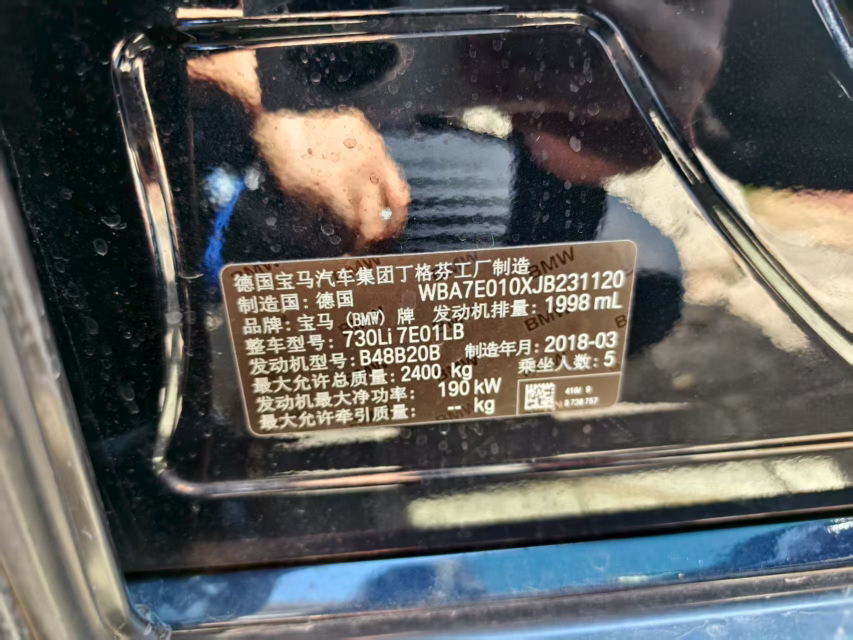 德国宝马汽车集团丁格芬工厂制造
制造国: 德国 WBA7E010XJB231120
品牌: 宝马 (BMW) 牌 发动机排量: 1998 mL
整车型号: 730Li 7E01LB
发动机型号: B48B20B 制造年月: 2018-03
最大允许总质量: 2400 kg 乘坐人数: 5
发动机最大净功率: 190 kW
最大允许牵引质量: -- kg
BMW
BMW